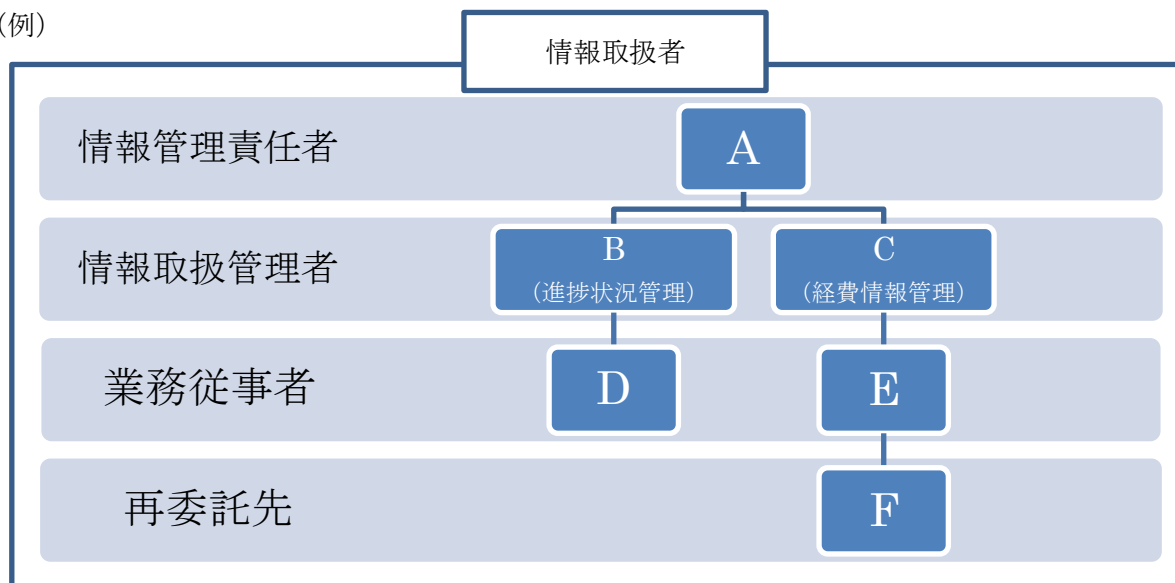 (例)
情報取扱者
情報管理責任者
A
情報取扱管理者
B
(進捗状況管理)
C
(経費情報管理)
業務従事者
D
E
再委託先
F